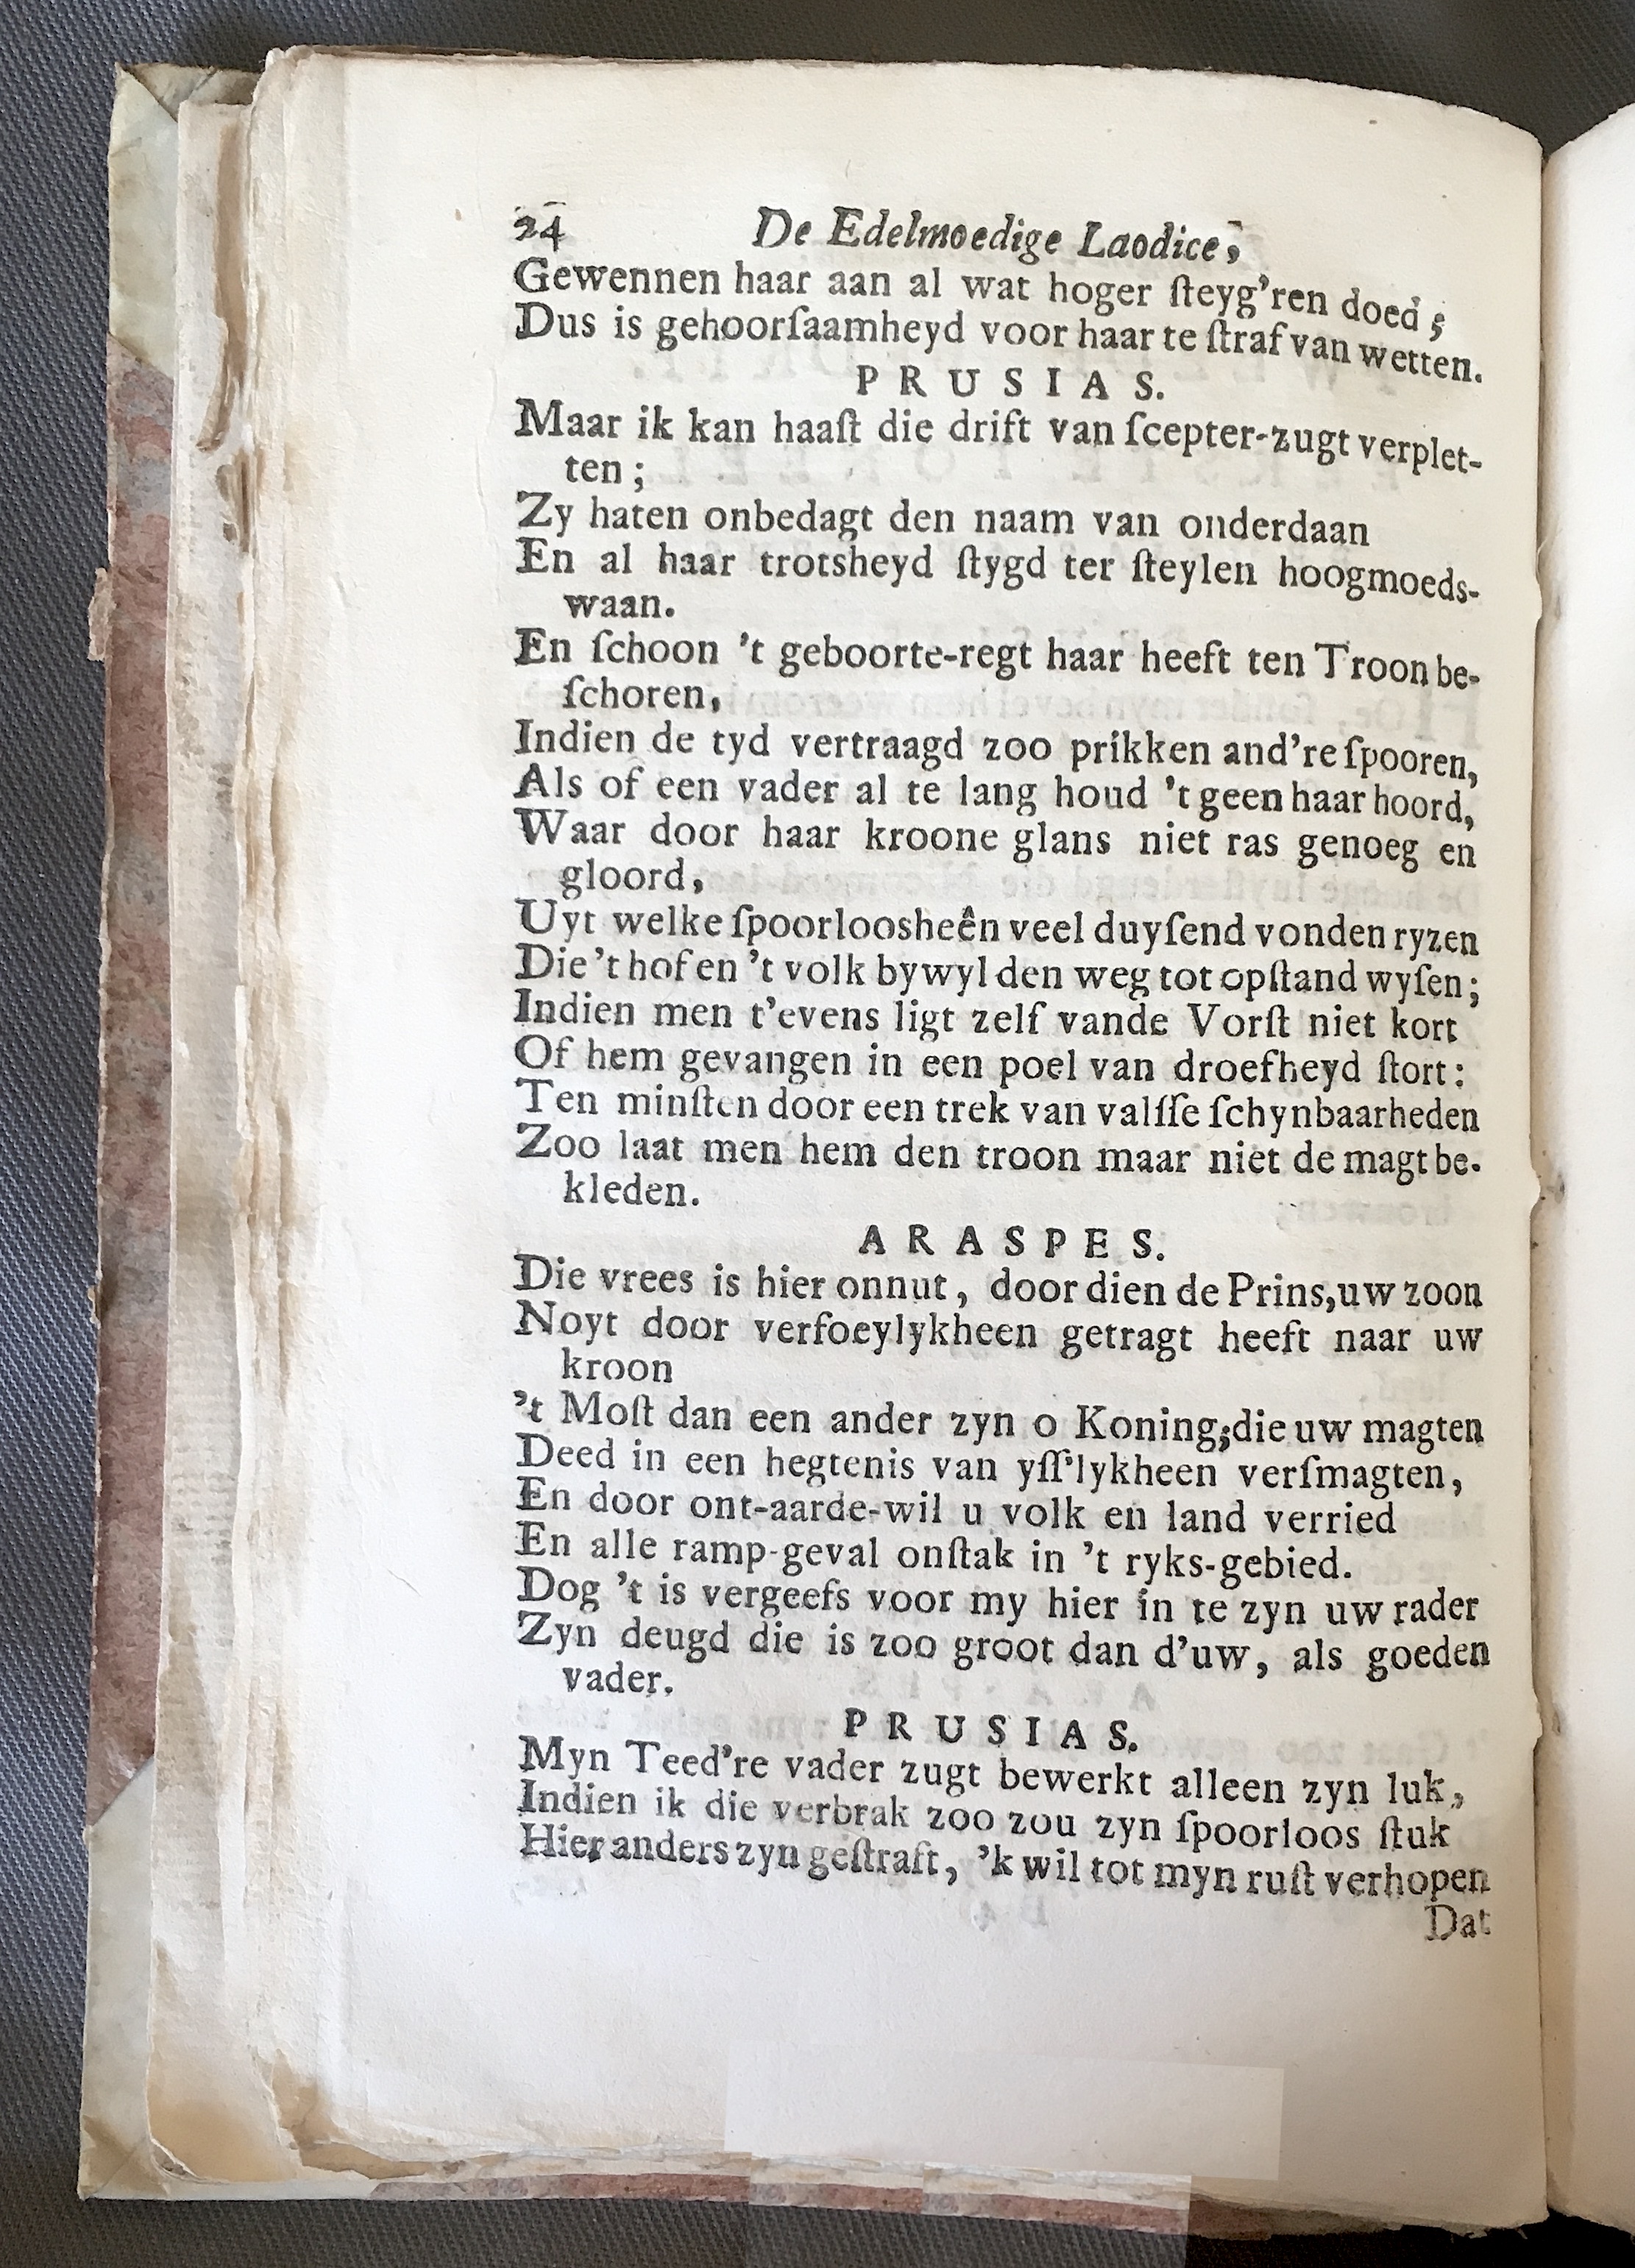 24 De Edelmoedige Laodice,
Gewennen haar aan al wat hoger ſteyg'ren doed;
Dus is gehoorſaamheyd voor haar te ſtraf van wetten.
PRUSIAS.
Maar ik kan haaſt die drift van ſcepter-zugt verplet-
ten;
Zy haten onbedagt den naam van onderdaan
En al haar trotsheyd ſtygd ter ſteylen hoogmoeds-
waan.
En ſchoon 't geboorte-regt haar heeft ten Troon be-
ſchoren,
Indien de tyd vertraagd zoo prikken and're ſpooren,
Als of een vader al te lang houd 't geen haar hoord,
Waar door haar kroone glans niet ras genoeg en
gloord,
Uyt welke ſpoorloosheên veel duyſend vonden ryzen
Die 't hof en 't volk bywyl den weg tot opſtand wyſen;
Indien men t'evens ligt zelf vande Vorſt niet kort
Of hem gevangen in een poel van droefheyd ſtort:
Ten minſten door een trek van valſſe ſchynbaarheden
Zoo laat men hem den troon maar niet de magt be-
kleden.
ARASPES.
Die vrees is hier onnut, door dien de Prins, uw zoon
Noyt door verfoeylykheen getragt heeft naar uw
kroon
't Moſt dan een ander zyn o Koning; die uw magten
Deed in een hegtenis van yſſ'lykheen verſmagten,
En door ont-aarde-wil u volk en land verried
En alle ramp-geval onſtak in 't ryks-gebied.
Dog 't is vergeefs voor my hier in te zyn uw rader
Zyn deugd die is zoo groot dan d'uw, als goeden
vader.
PRUSIAS.
Myn Teed're vader zugt bewerkt alleen zyn luk,
Indien ik die verbrak zoo zou zyn ſpoorloos ſtuk
Hier anders zyn geſtraft, 'k wil tot myn ruſt verhopen
Dat